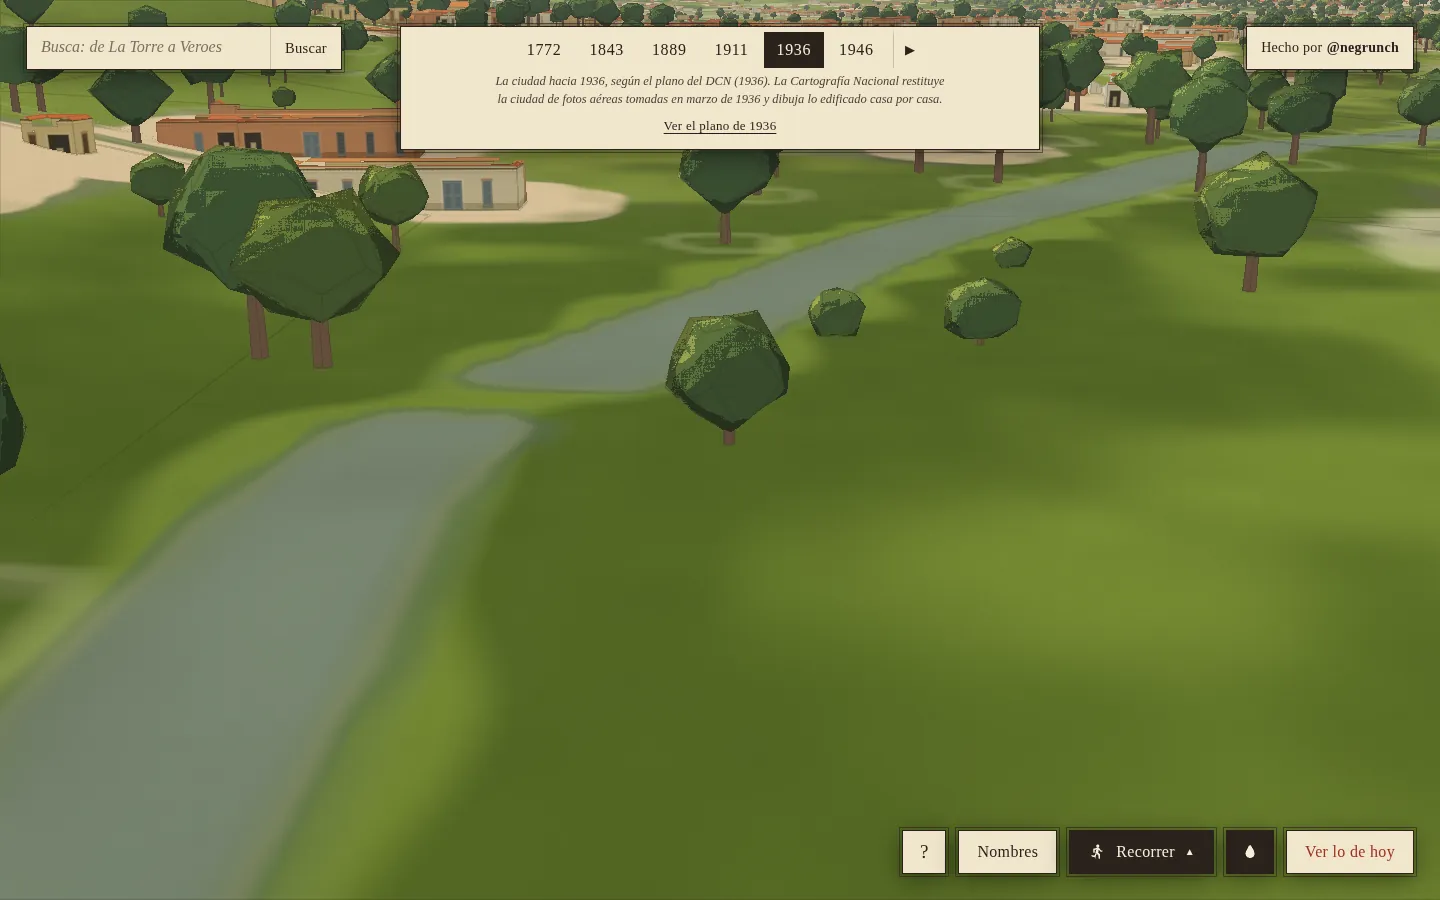 Busca: de La Torre a Veroes
Buscar
1772 1843 1889 1911 1936 1946 ▶
La ciudad hacia 1936, según el plano del DCN (1936). La Cartografía Nacional restituye
la ciudad de fotos aéreas tomadas en marzo de 1936 y dibuja lo edificado casa por casa.
Ver el plano de 1936
Hecho por @negrunch
?
Nombres
Recorrer ▲
Ver lo de hoy